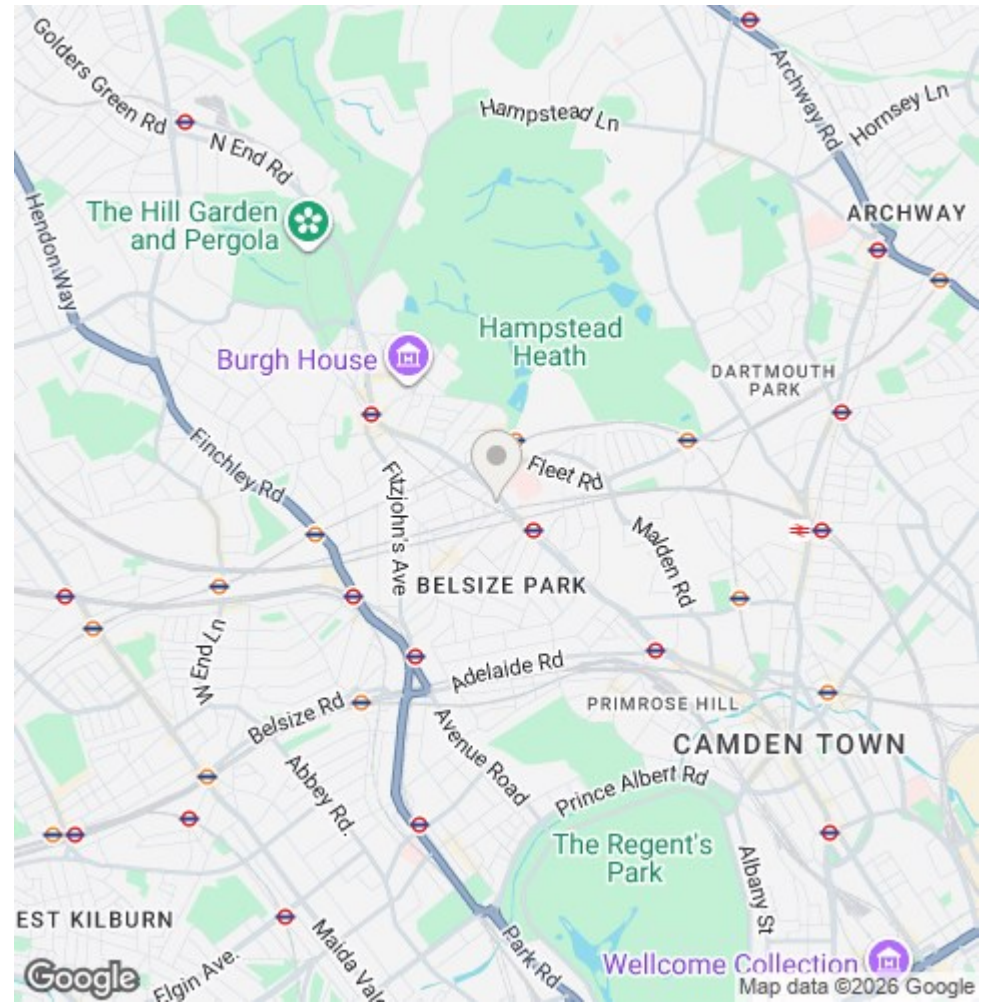 Golders Green Rd
N End Rd
Hampstead Ln
Archway Rd
Hornsey Ln
Hendon Way
The Hill Garden
and Pergola
ARCHWAY
Hampstead
Heath
Burgh House
DARTMOUTH
PARK
Finchley Rd
Fitzjohn's Ave
Fleet Rd
Malden Rd
BELSIZE PARK
W End Ln
Adelaide Rd
Belsize Rd
PRIMROSE HILL
Avenue Road
CAMDEN TOWN
Abbey Rd.
Prince Albert Rd
The Regent's
Park
Albany St
EST KILBURN
Maida Vale
Park Rd
Elgin Ave.
Wellcome Collection
Google
Map data ©2026 Google